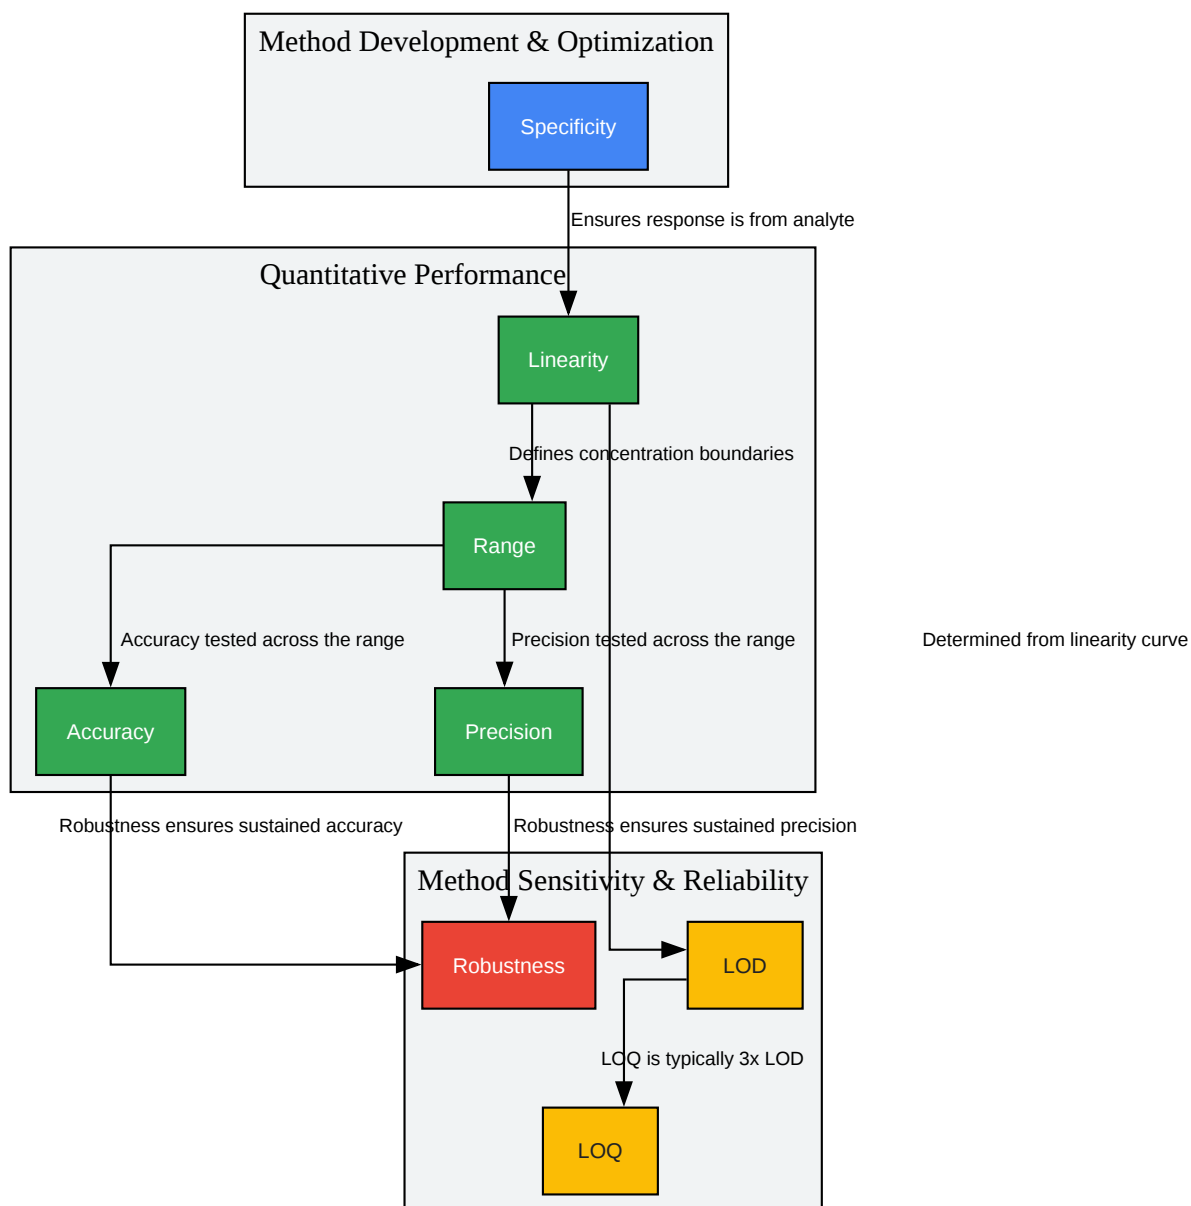 Method Development & Optimization
Specificity
Ensures response is from analyte
Quantitative Performance
Linearity
Defines concentration boundaries
Range
Accuracy tested across the range
Precision tested across the range
Determined from linearity curve
Accuracy
Precision
Robustness ensures sustained accuracy
Robustness ensures sustained precision
Method Sensitivity & Reliability
Robustness
LOD
LOQ is typically 3x LOD
LOQ